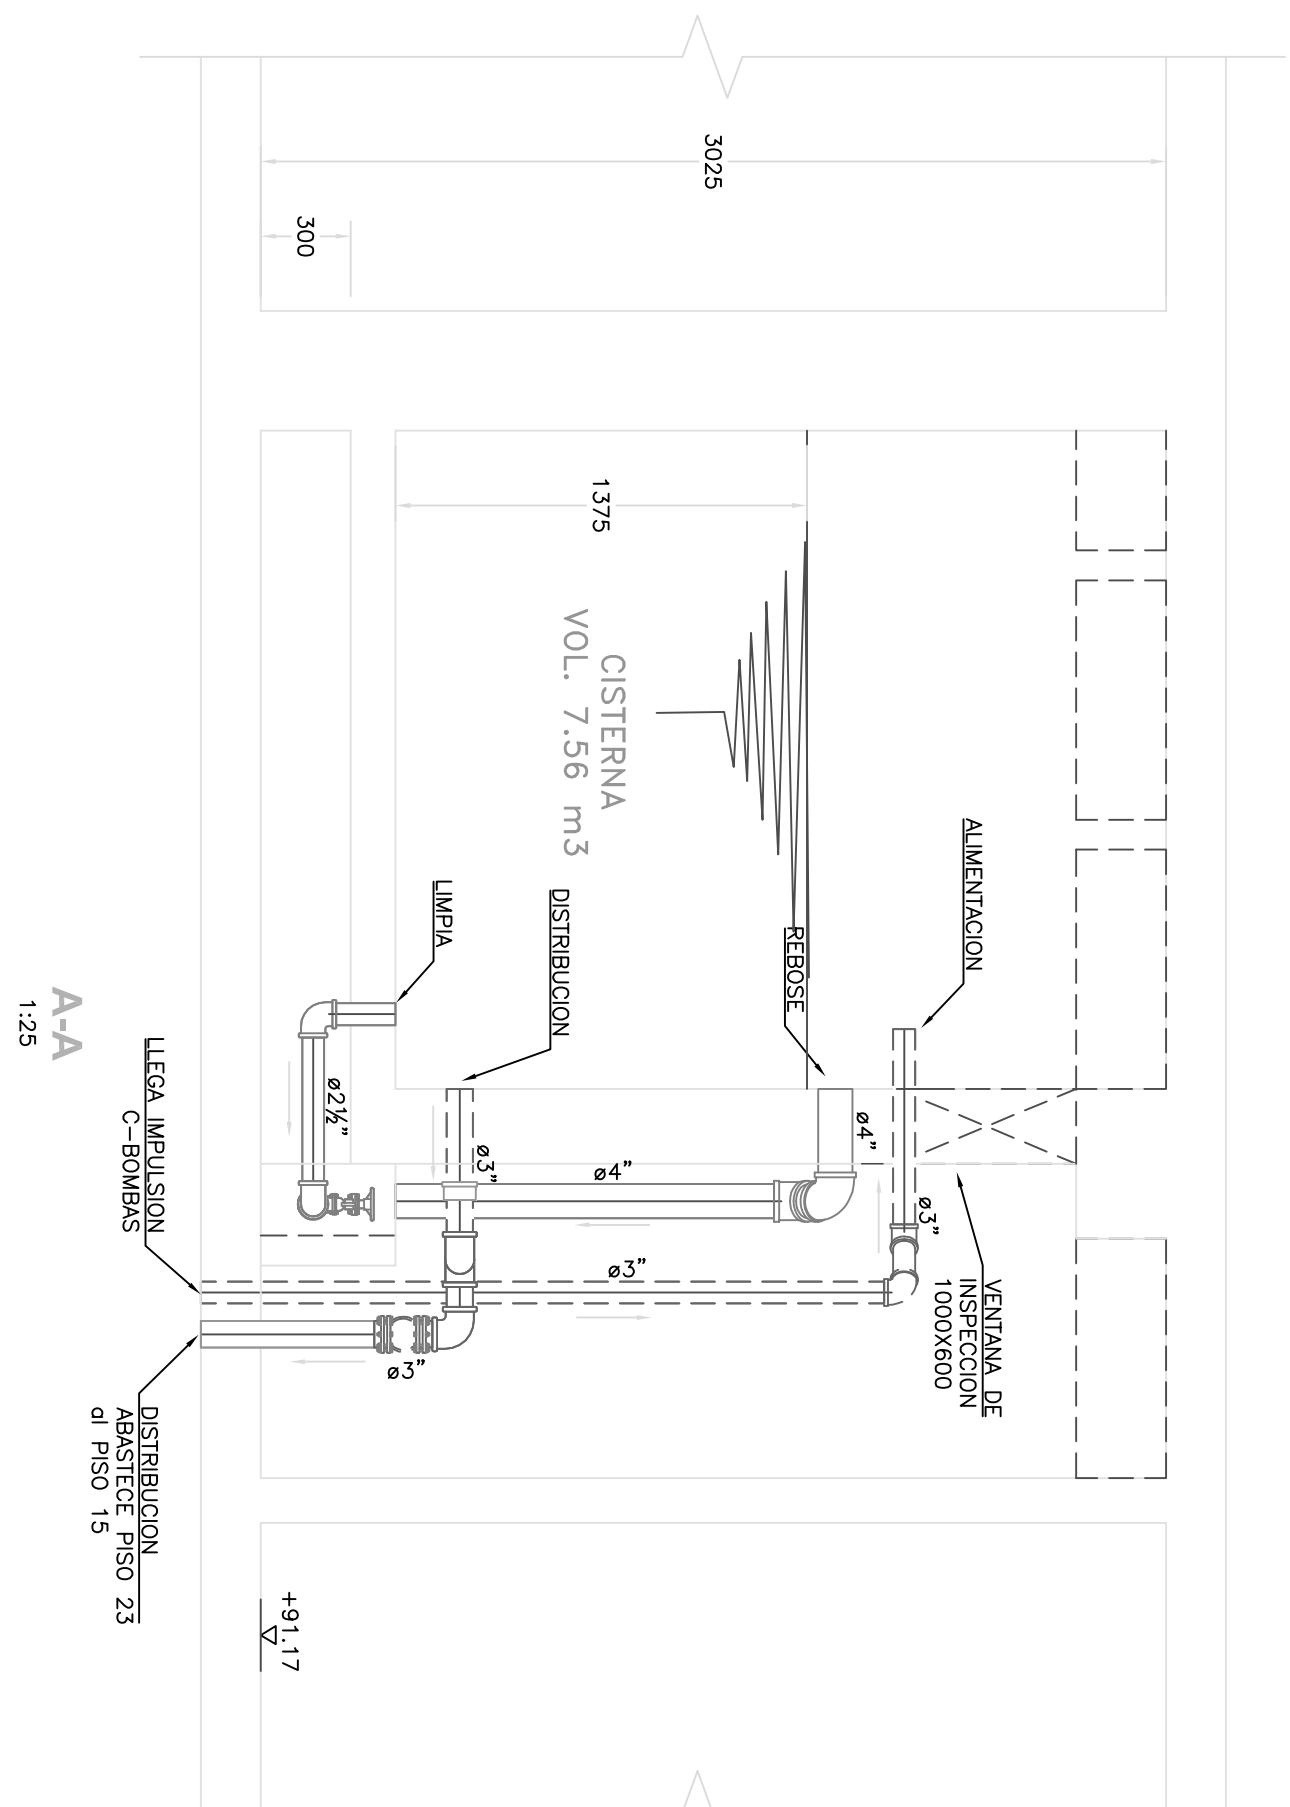 3025
300
1375
CISTERNA
VOL. 7.56 m3
ALIMENTACION
REBOSE
DISTRIBUCION
LIMPIA
ø4”
ø3”
ø4”
ø3”
ø2½”
ø3”
ø3”
VENTANA DE
INSPECCION
1000X600
LLEGA IMPULSION
C-BOMBAS
DISTRIBUCION
ABASTECE PISO 23
al PISO 15
+91.17
A-A
1:25